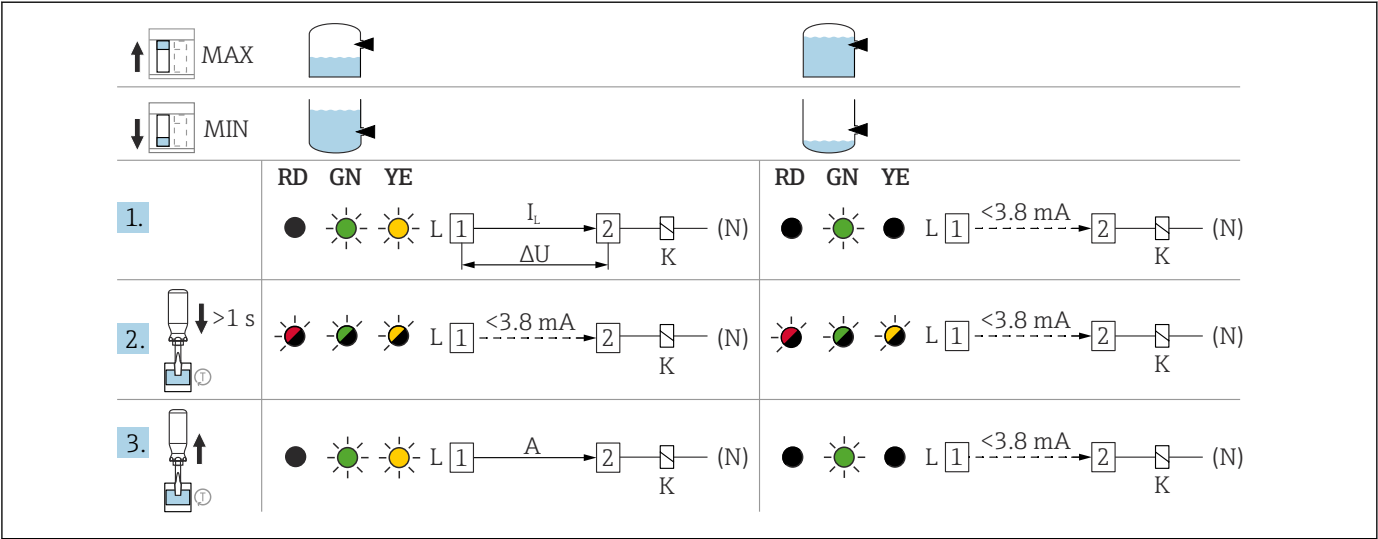 MAX
MIN
RD GN YE RD GN YE
1. L 1 I_L 2 (N) L 1 <3.8 mA 2 (N)
ΔU K K
2. >1 s L 1 <3.8 mA 2 (N) L 1 <3.8 mA 2 (N)
T K K
3. L 1 A 2 (N) L 1 <3.8 mA 2 (N)
T K K